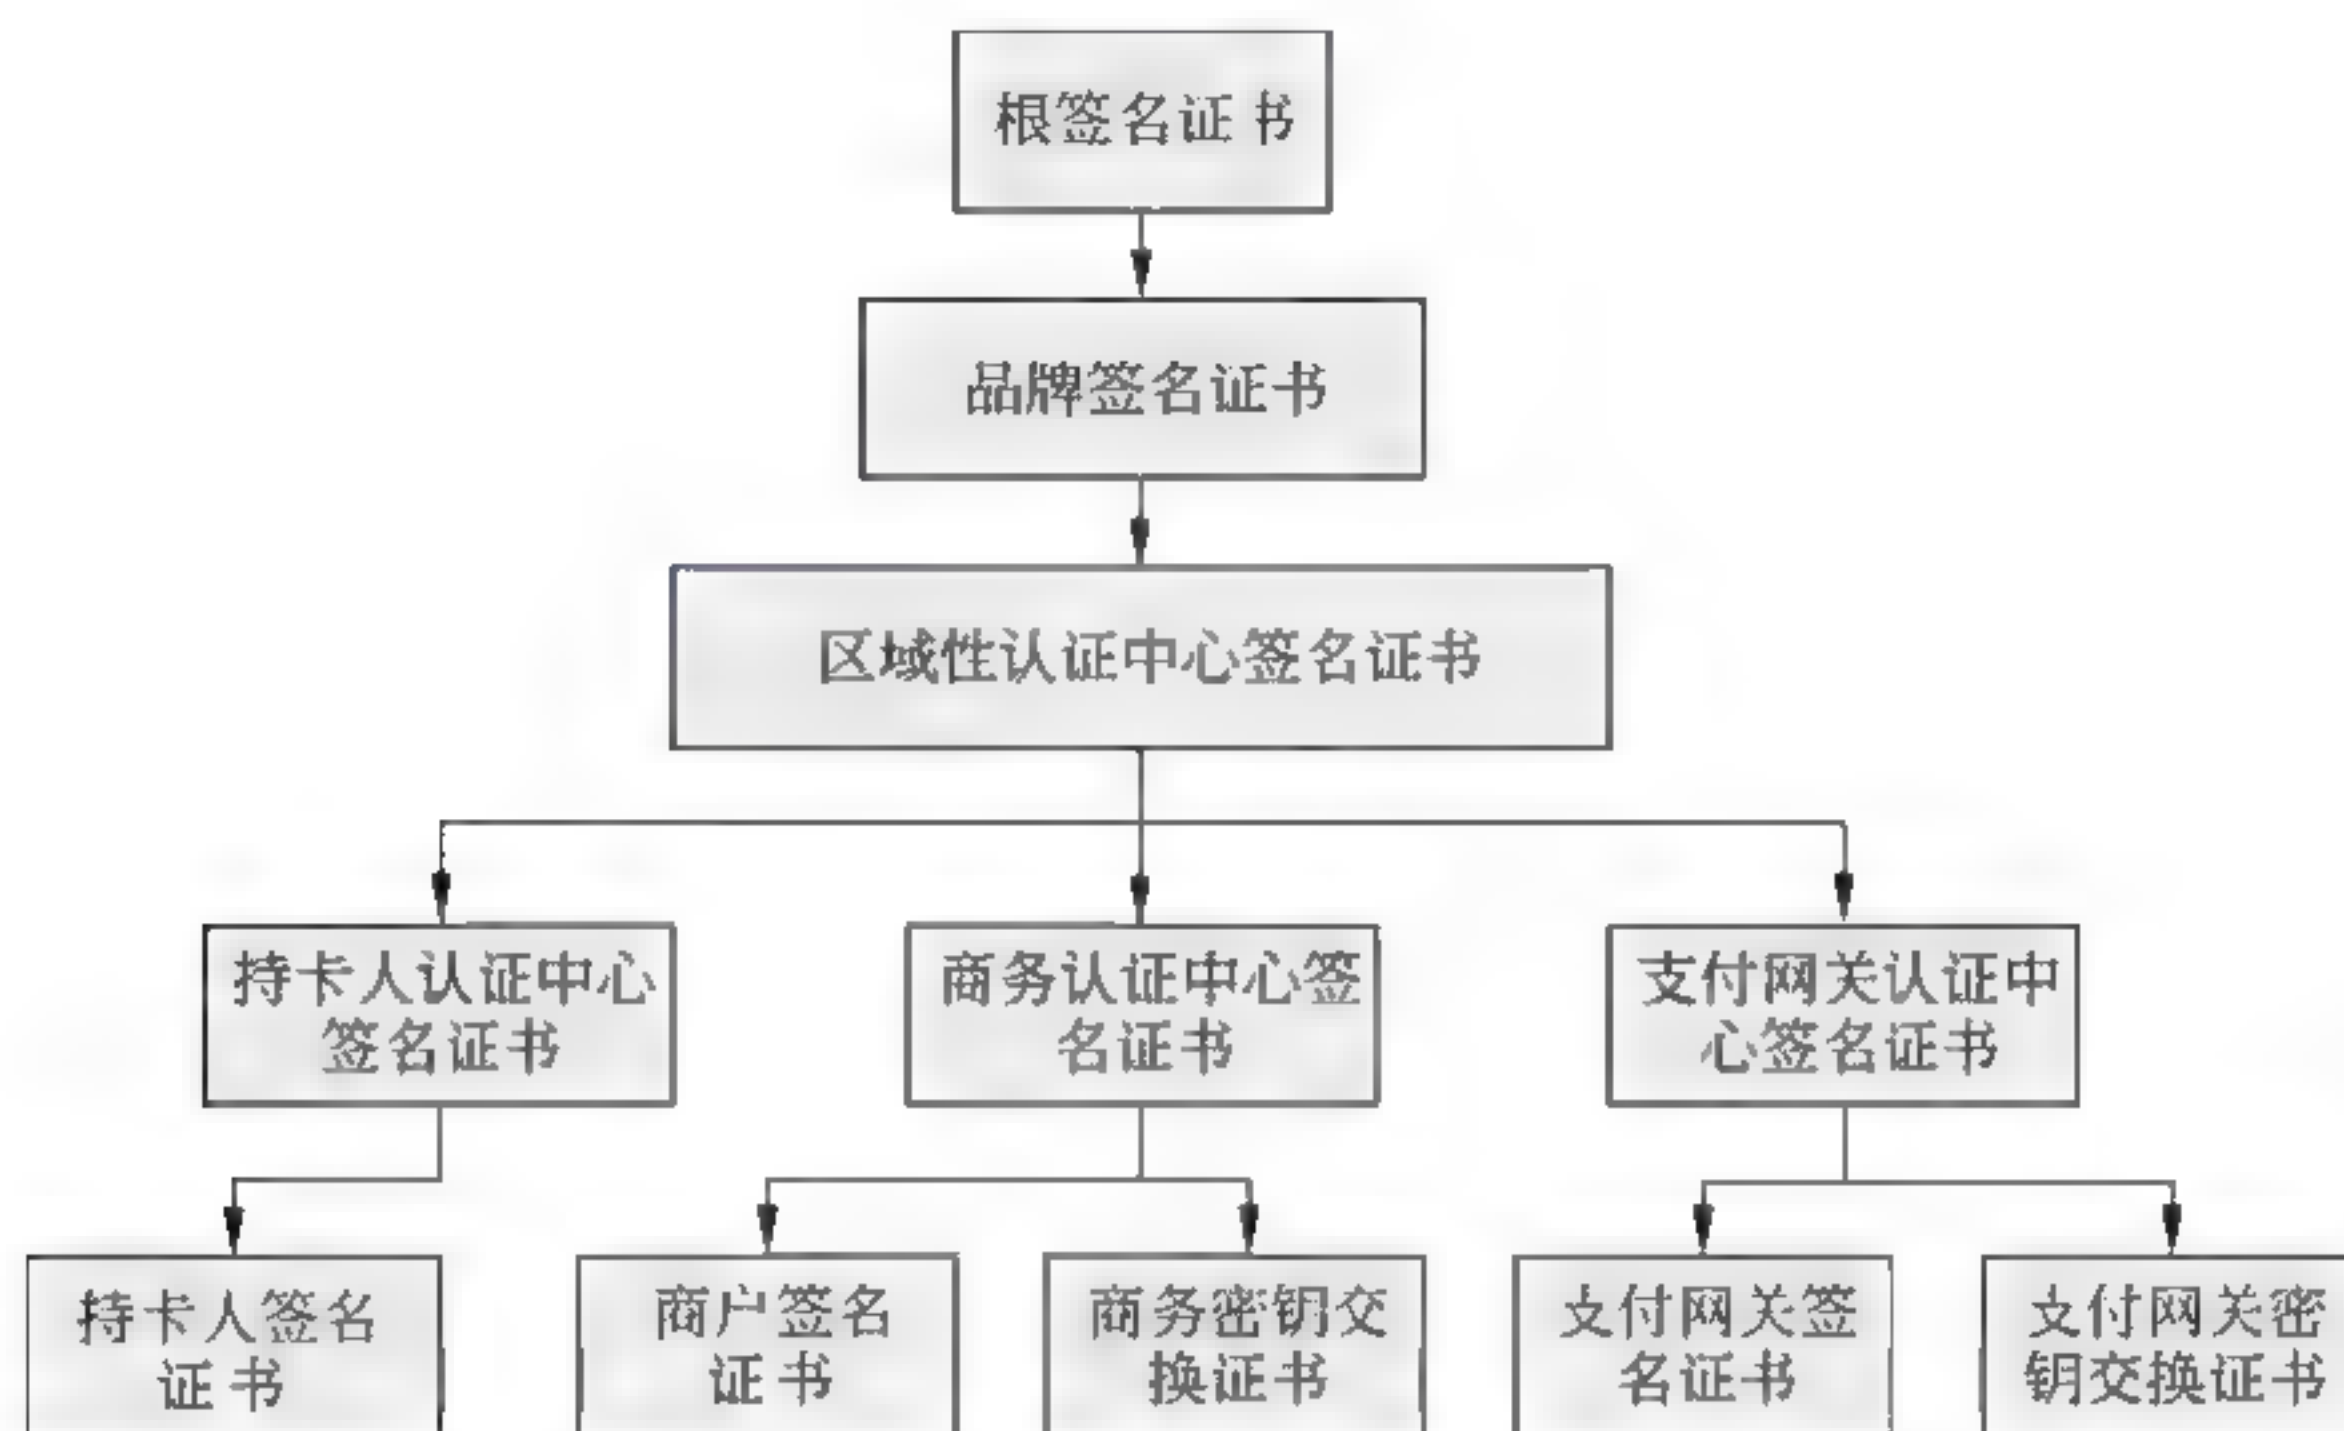 根签名证书
品牌签名证书
区域性认证中心签名证书
持卡人认证中心
签名证书
商务认证中心签
名证书
支付网关认证中
心签名证书
持卡人签名
证书
商户签名
证书
商务密钥交
换证书
支付网关签
名证书
支付网关密
钥交换证书